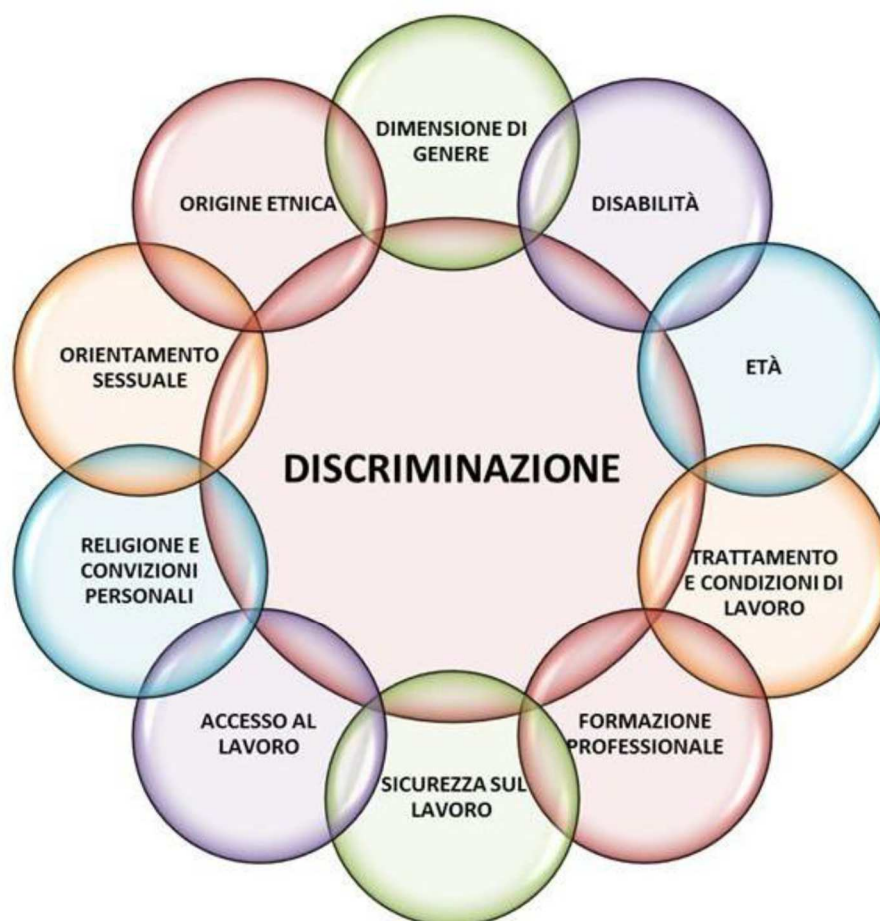 DIMENSIONE DI
GENERE
DISABILITÀ
ETÀ
TRATTAMENTO
E CONDIZIONI DI
LAVORO
FORMAZIONE
PROFESSIONALE
SICUREZZA SUL
LAVORO
ACCESSO AL
LAVORO
RELIGIONE E
CONVIZIONI
PERSONALI
ORIENTAMENTO
SESSUALE
ORIGINE ETNICA
DISCRIMINAZIONE